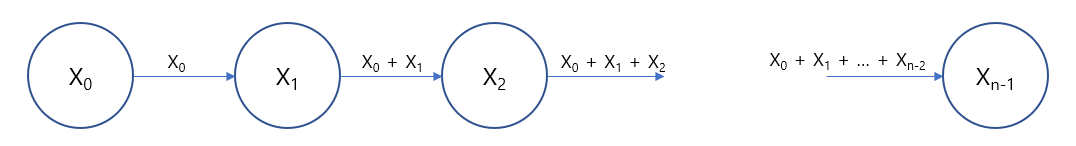 X₀
X₀
X₁
X₀ + X₁
X₂
X₀ + X₁ + X₂
X₀ + X₁ + ... + Xₙ₋₂
Xₙ₋₁